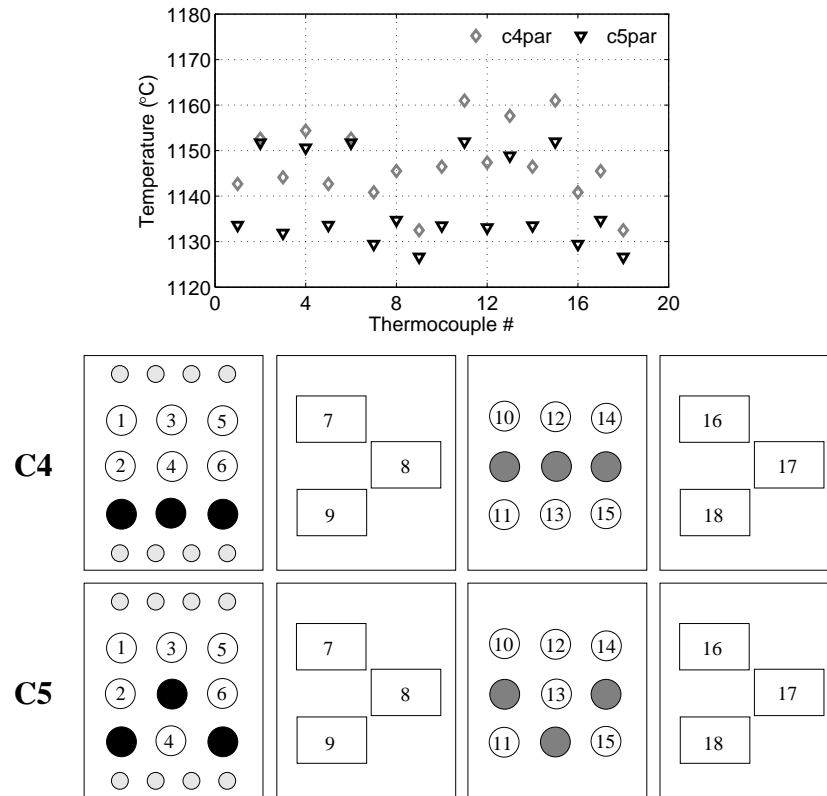 1180
c4par c5par
1170
1160
1150
1140
1130
1120
0 4 8 12 16 20
Temperature (°C)
Thermocouple #
1 3 5 7 10 12 14 16
C4 2 4 6 8 17
9 11 13 15 18
1 3 5 7 10 12 14 16
C5 2 6 8 13 17
4 9 11 15 18